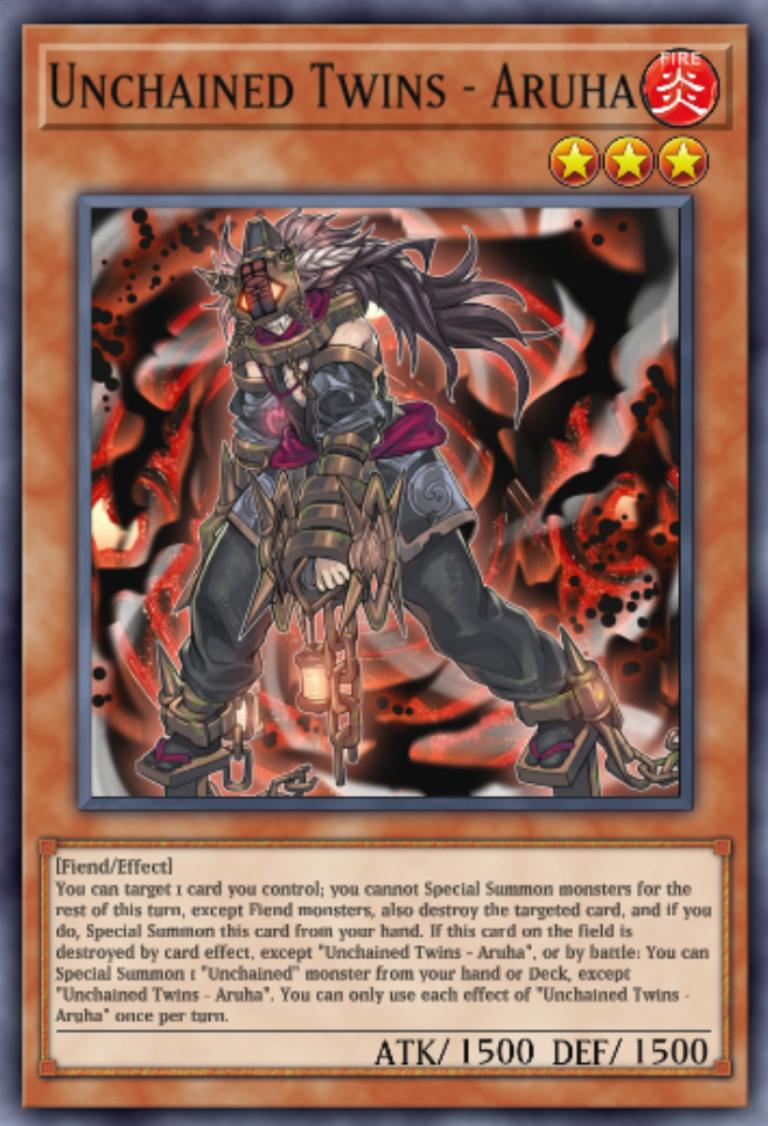 UNCHAINED TWINS - ARUHA
FIRE
炎
[Fiend/Effect]
You can target 1 card you control; you cannot Special Summon monsters for the
rest of this turn, except Fiend monsters, also destroy the targeted card, and if you
do, Special Summon this card from your hand. If this card on the field is
destroyed by card effect, except "Unchained Twins - Aruha", or by battle: You can
Special Summon 1 "Unchained" monster from your hand or Deck, except
"Unchained Twins - Aruha". You can only use each effect of "Unchained Twins -
Aruha" once per turn.
ATK/ 1500 DEF/ 1500